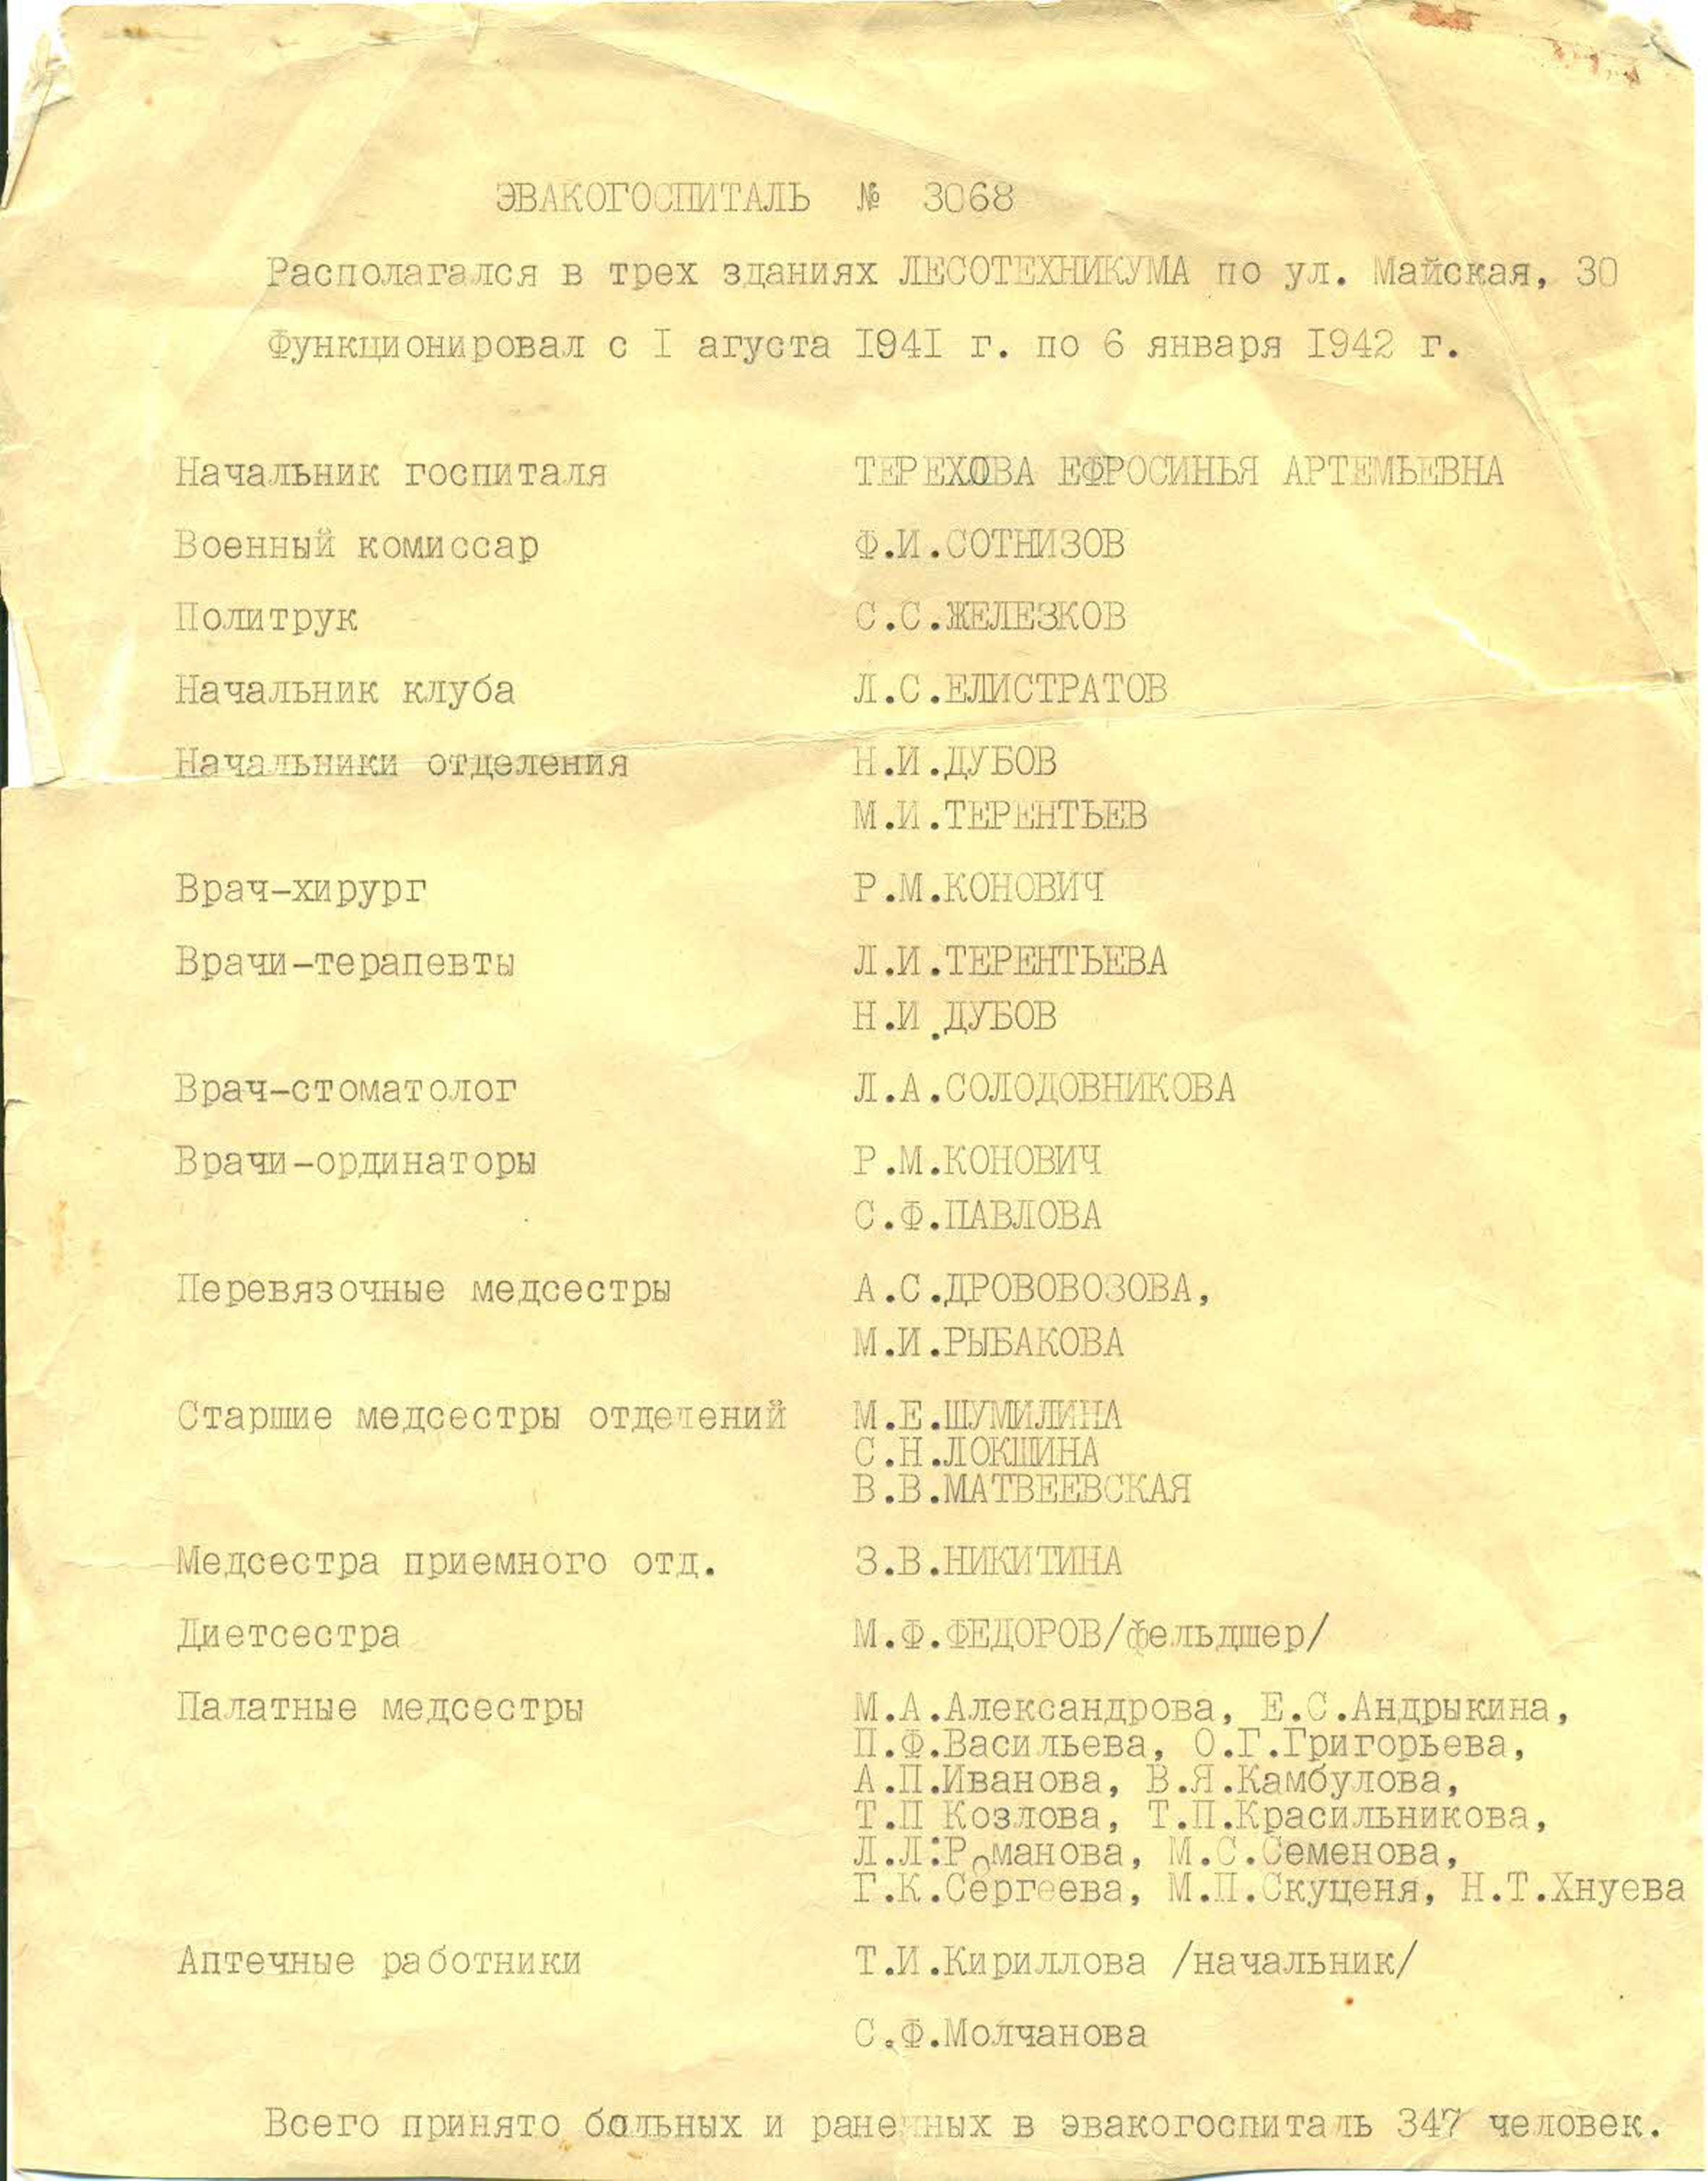 ЭВАКОГОСПИТАЛЬ № 3068
Располагался в трех зданиях ЛЕСОТЕХНИКУМА по ул. Майская, 30
Функционировал с I агуста I94I г. по 6 января I942 г.
Начальник госпиталя ТЕРЕХОВА ЕФРОСИНЬЯ АРТЕМЬЕВНА
Военный комиссар Ф.И.СОТНИЗОВ
Политрук С.С.ЖЕЛЕЗКОВ
Начальник клуба Л.С.ЕЛИСТРАТОВ
Начальники отделения Н.И.ДУБОВ
М.И.ТЕРЕНТЬЕВ
Врач-хирург Р.М.КОНОВИЧ
Врачи-терапевты Л.И.ТЕРЕНТЬЕВА
Н.И.ДУБОВ
Врач-стоматолог Л.А.СОЛОДОВНИКОВА
Врачи-ординаторы Р.М.КОНОВИЧ
С.Ф.ПАВЛОВА
Перевязочные медсестры А.С.ДРОВОВОЗОВА,
М.И.РЫБАКОВА
Старшие медсестры отделений М.Е.ШУМИЛИНА
С.Н.ЛОКШИНА
В.В.МАТВЕЕВСКАЯ
Медсестра приемного отд. З.В.НИКИТИНА
Диетсестра М.Ф.ФЕДОРОВ/фельдшер/
Палатные медсестры М.А.Александрова, Е.С.Андрыкина,
П.Ф.Васильева, О.Г.Григорьева,
А.П.Иванова, В.Я.Камбулова,
Т.П Козлова, Т.П.Красильникова,
Л.Л.Романова, М.С.Семенова,
Г.К.Сергеева, М.П.Скуценя, Н.Т.Хнуева
Аптечные работники Т.И.Кириллова /начальник/
С.Ф.Молчанова
Всего принято больных и раненных в эвакогоспиталь 347 человек.